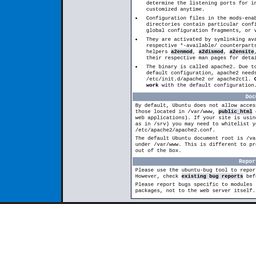 determine the listening ports for in
customized anytime.
Configuration files in the mods-enab
directories contain particular confi
global configuration fragments, or v
They are activated by symlinking ava
respective *-available/ counterparts
helpers a2enmod, a2dismod, a2ensite,
their respective man pages for detai
The binary is called apache2. Due to
default configuration, apache2 needs
/etc/init.d/apache2 or apache2ctl.
work with the default configuration.
Doc
By default, Ubuntu does not allow acces
those located in /var/www, public_html
web applications). If your site is usin
as in /srv) you may need to whitelist y
/etc/apache2/apache2.conf.
The default Ubuntu document root is /va
under /var/www. This is different to pr
out of the box.
Repor
Please use the ubuntu-bug tool to repor
However, check existing bug reports bef
Please report bugs specific to modules
packages, not to the web server itself.